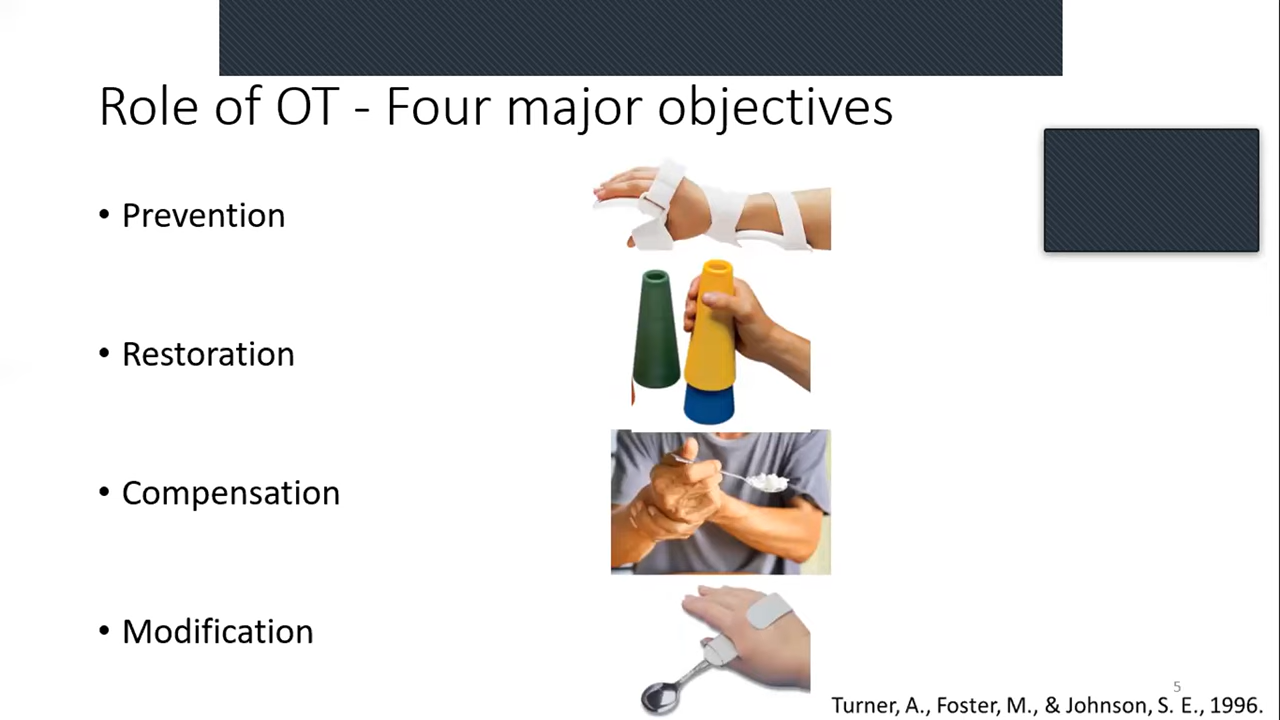 Role of OT - Four major objectives
• Prevention
• Restoration
• Compensation
• Modification
5
Turner, A., Foster, M., & Johnson, S. E., 1996.